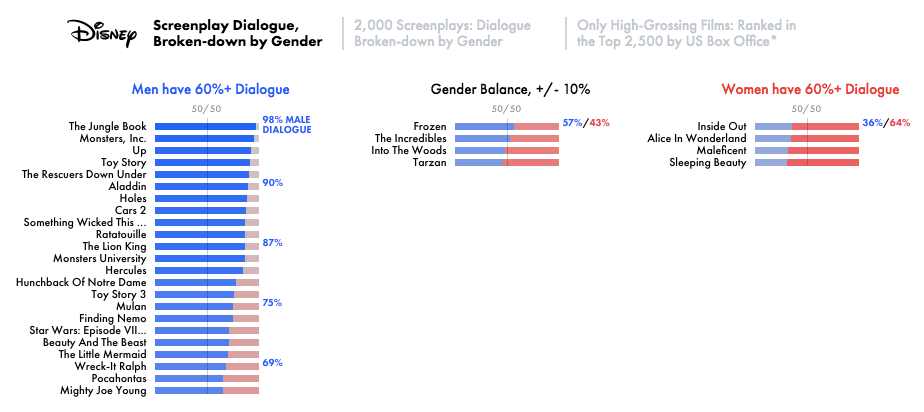 Disney
Screenplay Dialogue,
Broken-down by Gender
2,000 Screenplays: Dialogue
Broken-down by Gender
Only High-Grossing Films: Ranked in
the Top 2,500 by US Box Office*
Men have 60%+ Dialogue
50/50
The Jungle Book
98% MALE
DIALOGUE
Monsters, Inc.
Up
Toy Story
The Rescuers Down Under
Aladdin 90%
Holes
Cars 2
Something Wicked This ...
Ratatouille
The Lion King 87%
Monsters University
Hercules
Hunchback Of Notre Dame
Toy Story 3
Mulan 75%
Finding Nemo
Star Wars: Episode VII...
Beauty And The Beast
The Little Mermaid
Wreck-It Ralph 69%
Pocahontas
Mighty Joe Young
Gender Balance, +/- 10%
50/50
Frozen 57%/43%
The Incredibles
Into The Woods
Tarzan
Women have 60%+ Dialogue
50/50
Inside Out 36%/64%
Alice In Wonderland
Maleficent
Sleeping Beauty